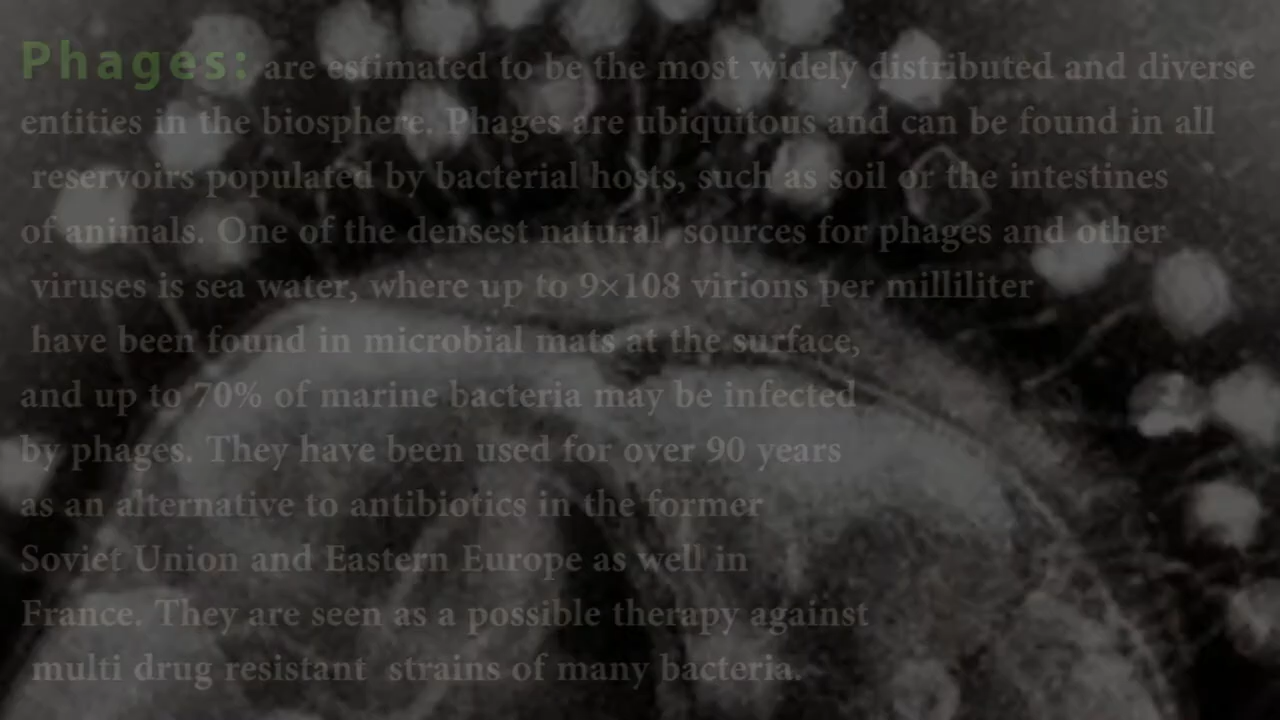 Phages: are estimated to be the most widely distributed and diverse
entities in the biosphere. Phages are ubiquitous and can be found in all
reservoirs populated by bacterial hosts, such as soil or the intestines
of animals. One of the densest natural sources for phages and other
viruses is sea water, where up to 9×108 virions per milliliter
have been found in microbial mats at the surface,
and up to 70% of marine bacteria may be infected
by phages. They have been used for over 90 years
as an alternative to antibiotics in the former
Soviet Union and Eastern Europe as well in
France. They are seen as a possible therapy against
multi drug resistant strains of many bacteria.